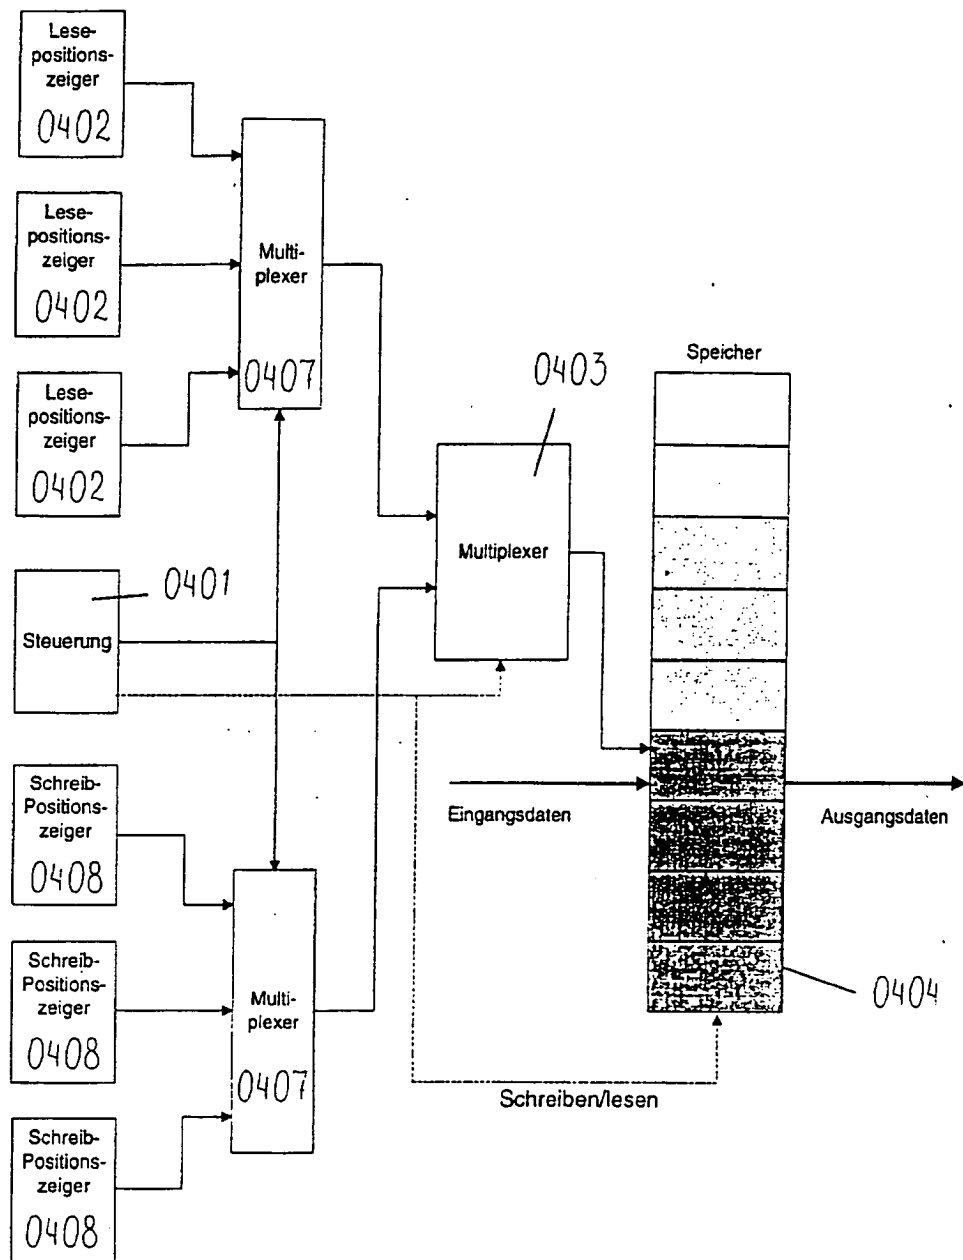 Lese-
positions-
zeiger
0402
Lese-
positions-
zeiger
0402
Lese-
positions-
zeiger
0402
Multi-
plexer
0407
0403
Multiplexer
Speicher
0401
Steuerung
Schreib-
Positions-
zeiger
0408
Schreib-
Positions-
zeiger
0408
Schreib-
Positions-
zeiger
0408
Multi-
plexer
0407
Eingangsdaten
Ausgangsdaten
0404
Schreiben/lesen